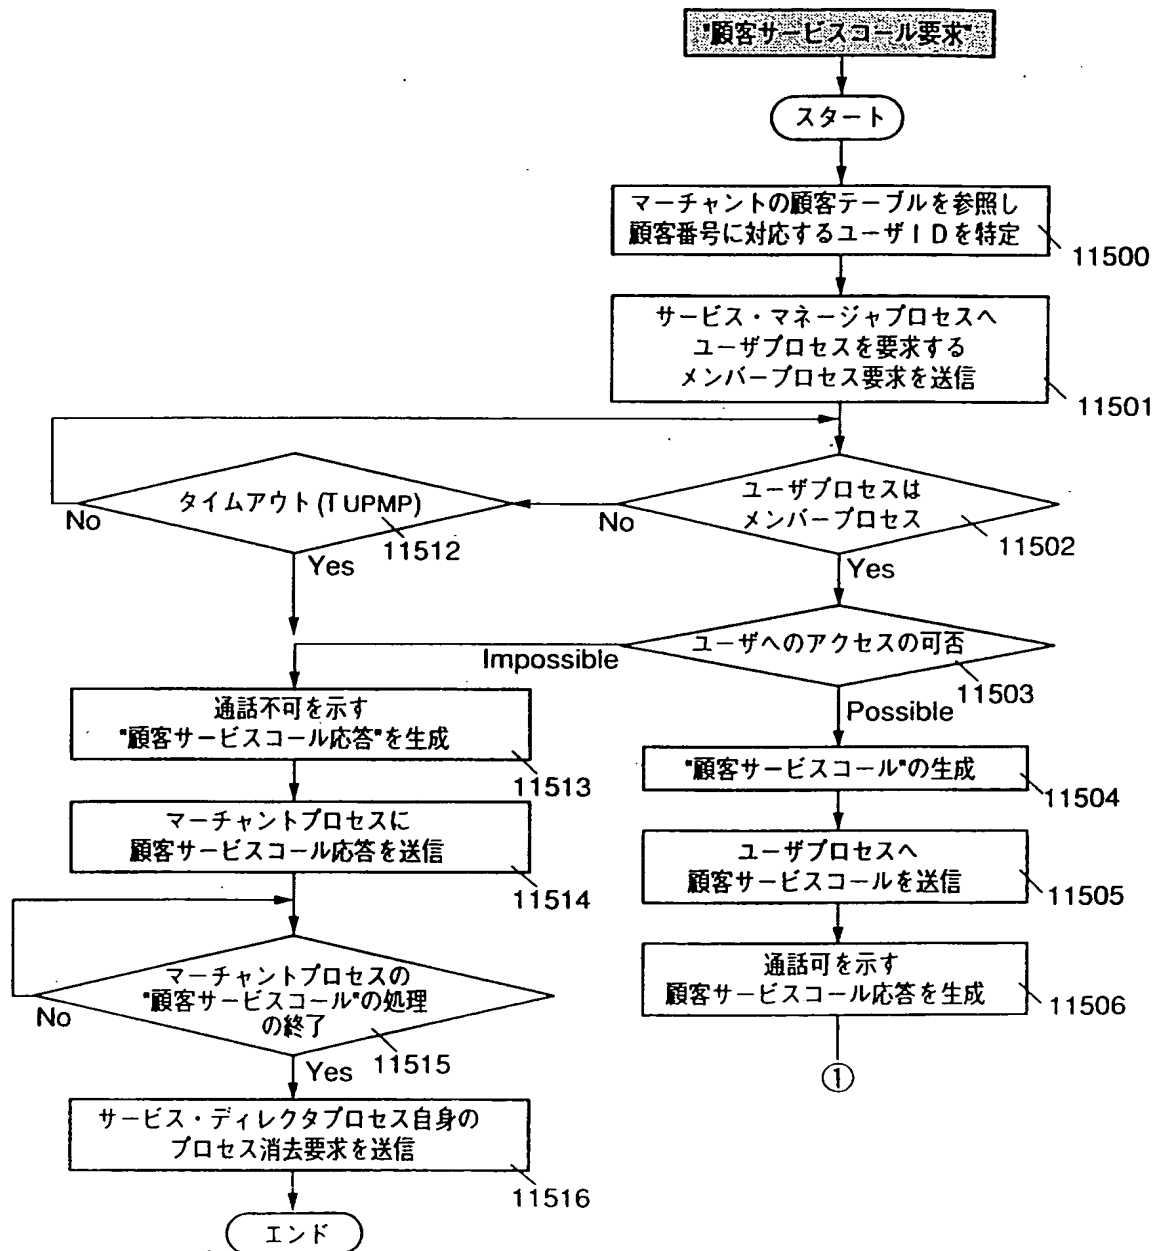 "顧客サービスコール要求"
スタート
マーチャントの顧客テーブルを参照し
顧客番号に対応するユーザIDを特定
11500
サービス・マネージャプロセスへ
ユーザプロセスを要求する
メンバープロセス要求を送信
11501
ユーザプロセスは
メンバープロセス
11502
No
Yes
タイムアウト(TUPMP)
11512
No
Yes
ユーザへのアクセスの可否
11503
Impossible
Possible
通話不可を示す
"顧客サービスコール応答"を生成
11513
マーチャントプロセスに
顧客サービスコール応答を送信
11514
マーチャントプロセスの
"顧客サービスコール"の処理
の終了
11515
No
Yes
サービス・ディレクタプロセス自身の
プロセス消去要求を送信
11516
エンド
"顧客サービスコール"の生成
11504
ユーザプロセスへ
顧客サービスコールを送信
11505
通話可を示す
顧客サービスコール応答を生成
11506
①